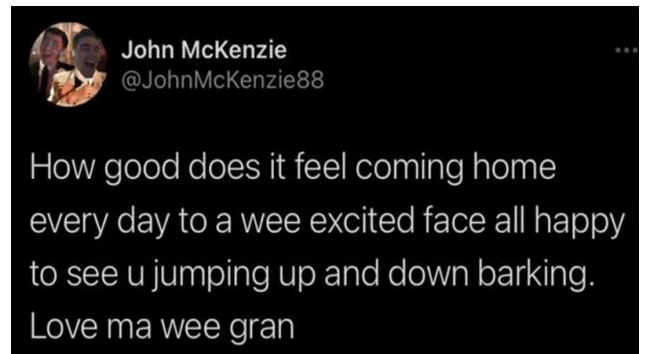 John McKenzie
@JohnMcKenzie88
How good does it feel coming home
every day to a wee excited face all happy
to see u jumping up and down barking.
Love ma wee gran